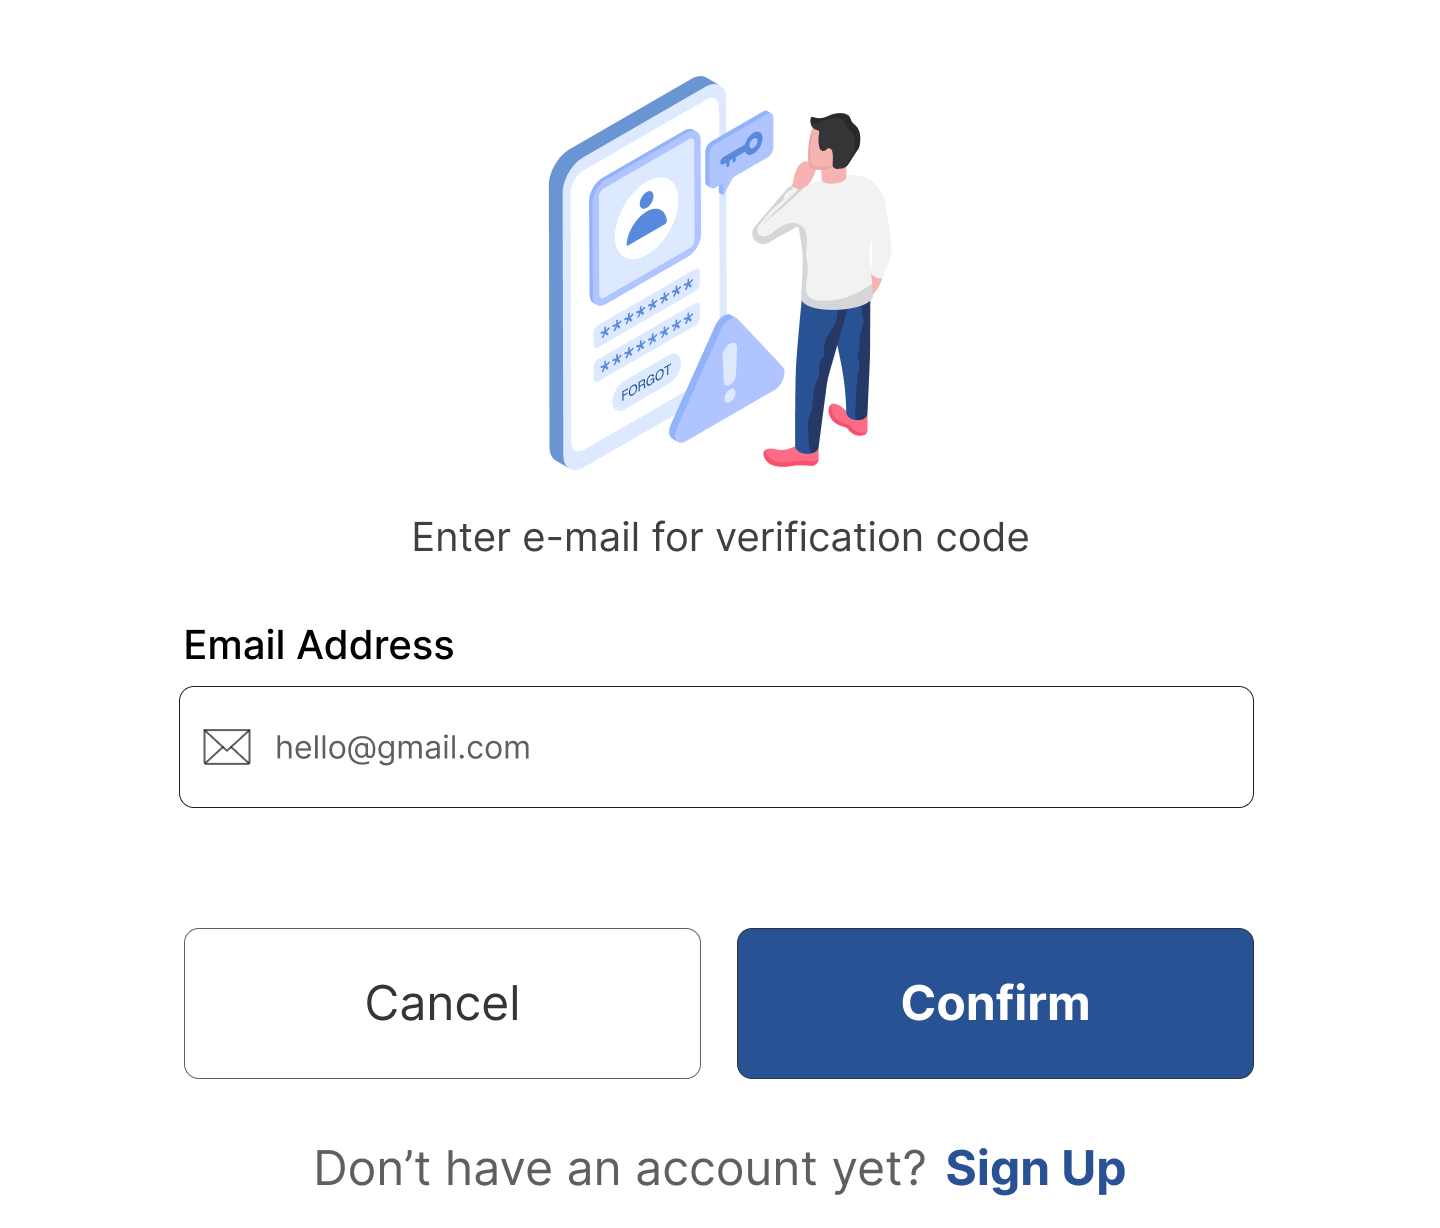 ********
********
FORGOT
Enter e-mail for verification code
Email Address
hello@gmail.com
Cancel
Confirm
Don’t have an account yet? Sign Up